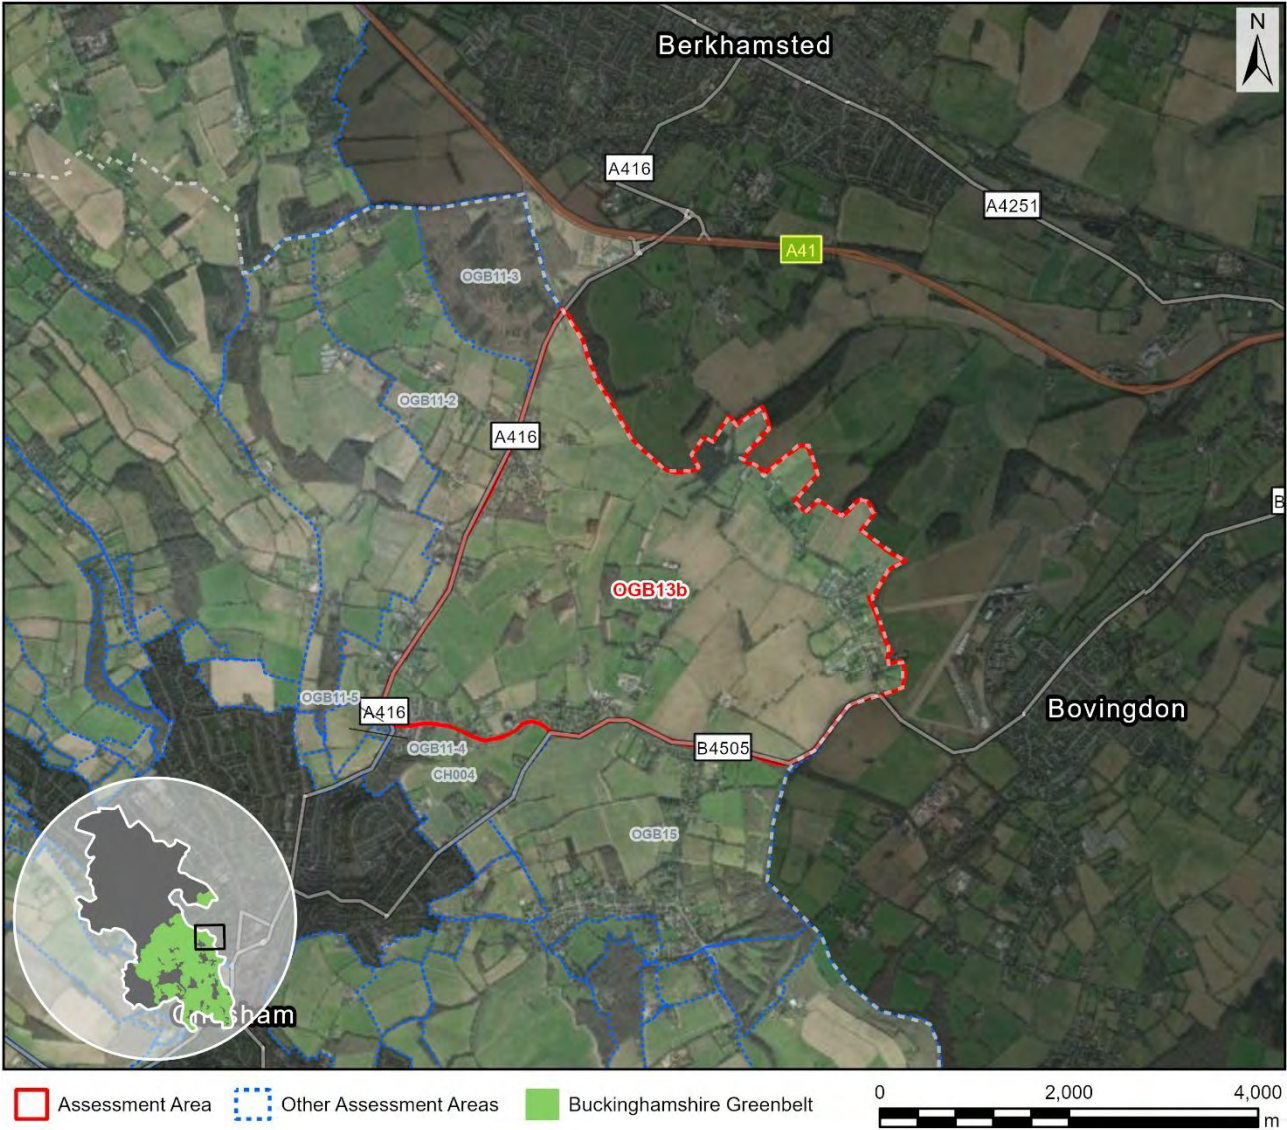 N
Berkhamsted
A416
A4251
A41
OGB11-3
OGB11-2
A416
B
OGB13b
OGB11-5
A416
Bovingdon
OGB11-4
B4505
CH004
OGB15
sham
Assessment Area
Other Assessment Areas
Buckinghamshire Greenbelt
0
2,000
4,000
m